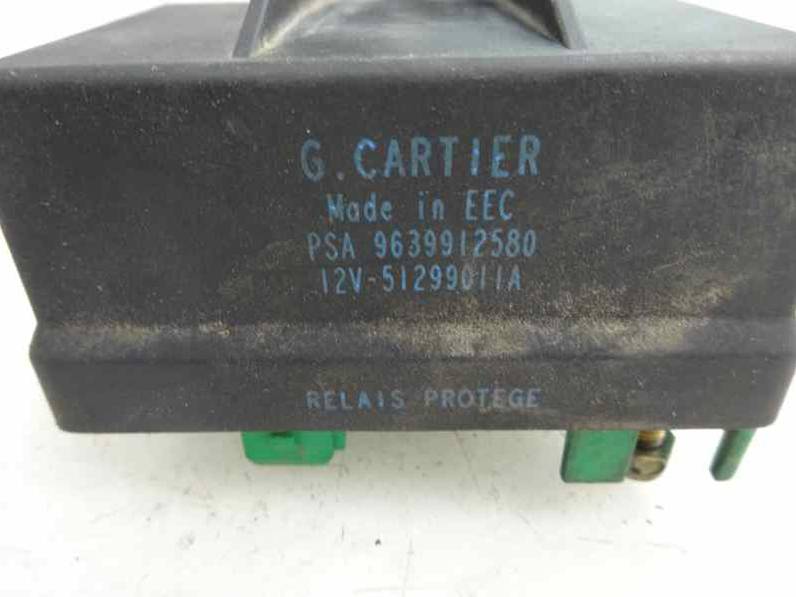 G.CARTIER
Made in EEC
PSA 9639912580
12V-51299011A
RELAIS PROTEGE